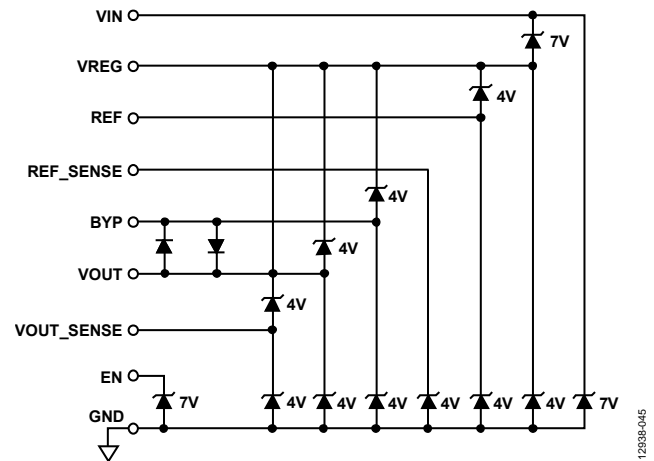 VIN
7V
VREG
4V
REF
REF_SENSE
4V
BYP
4V
VOUT
4V
VOUT_SENSE
EN
7V 4V 4V 4V 4V 4V 4V 7V
GND
12938-045